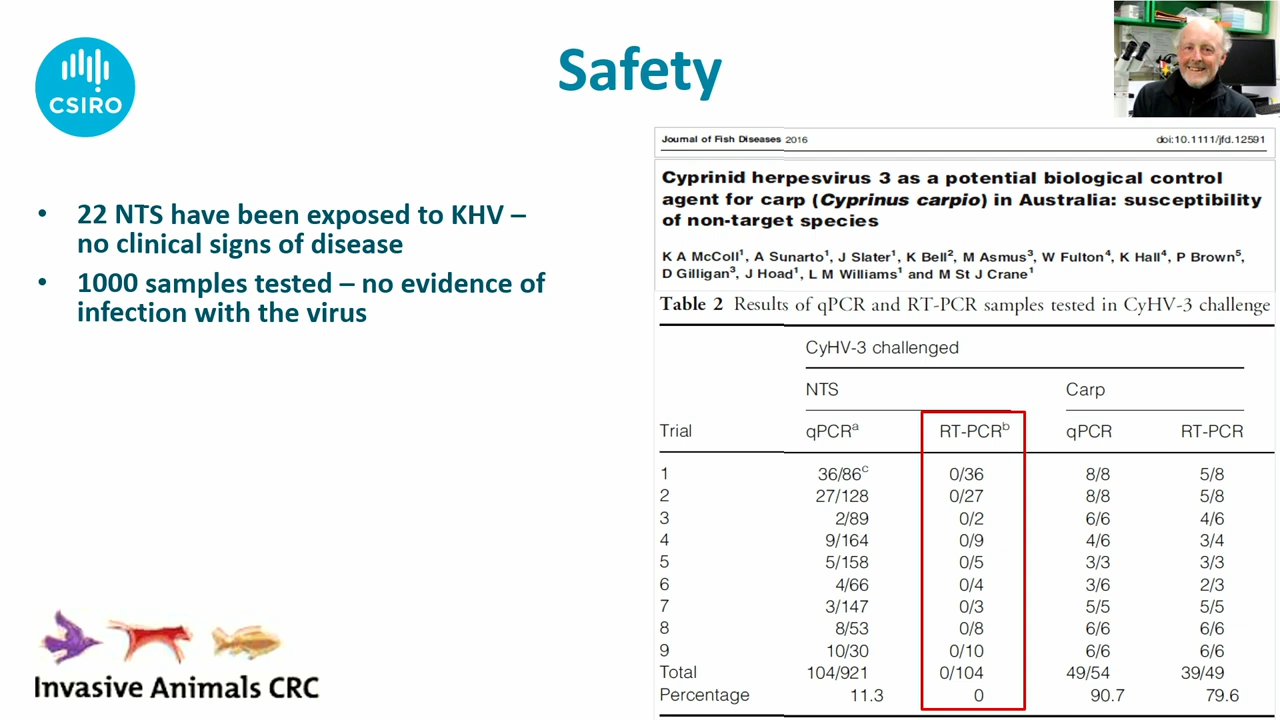 CSIRO
Safety
• 22 NTS have been exposed to KHV –
no clinical signs of disease
• 1000 samples tested – no evidence of
infection with the virus
Invasive Animals CRC
Journal of Fish Diseases 2016 doi:10.1111/jfd.12591
Cyprinid herpesvirus 3 as a potential biological control
agent for carp (Cyprinus carpio) in Australia: susceptibility
of non-target species
K A McColl1, A Sunarto1, J Slater1, K Bell2, M Asmus3, W Fulton4, K Hall4, P Brown5,
D Gilligan3, J Hoad1, L M Williams1 and M St J Crane1
Table 2 Results of qPCR and RT-PCR samples tested in CyHV-3 challenge
CyHV-3 challenged
NTS Carp
Trial qPCRa RT-PCRb qPCR RT-PCR
1 36/86c 0/36 8/8 5/8
2 27/128 0/27 8/8 5/8
3 2/89 0/2 6/6 4/6
4 9/164 0/9 4/6 3/4
5 5/158 0/5 3/3 3/3
6 4/66 0/4 3/6 2/3
7 3/147 0/3 5/5 5/5
8 8/53 0/8 6/6 6/6
9 10/30 0/10 6/6 6/6
Total 104/921 0/104 49/54 39/49
Percentage 11.3 0 90.7 79.6